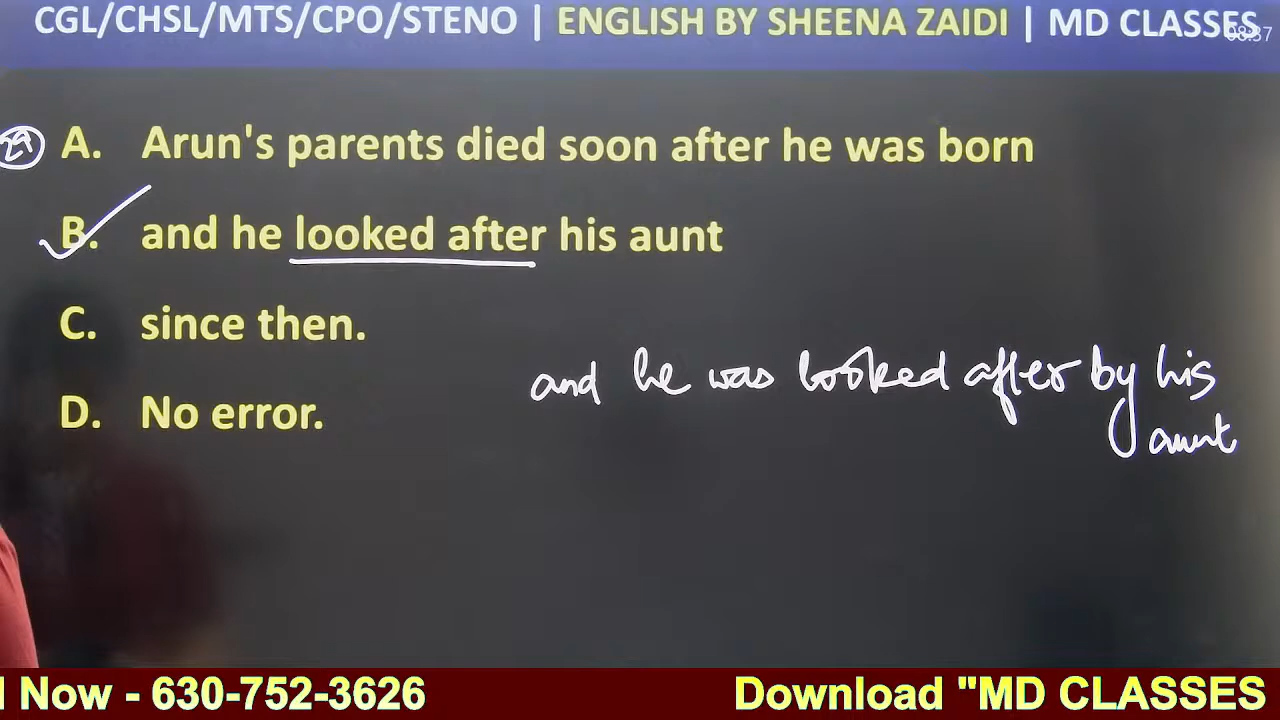 CGL/CHSL/MTS/CPO/STENO | ENGLISH BY SHEENA ZAIDI | MD CLASSES
08:37
A. Arun's parents died soon after he was born
B. and he looked after his aunt
C. since then.
D. No error.
and he was looked after by his
aunt
Now - 630-752-3626
Download "MD CLASSES